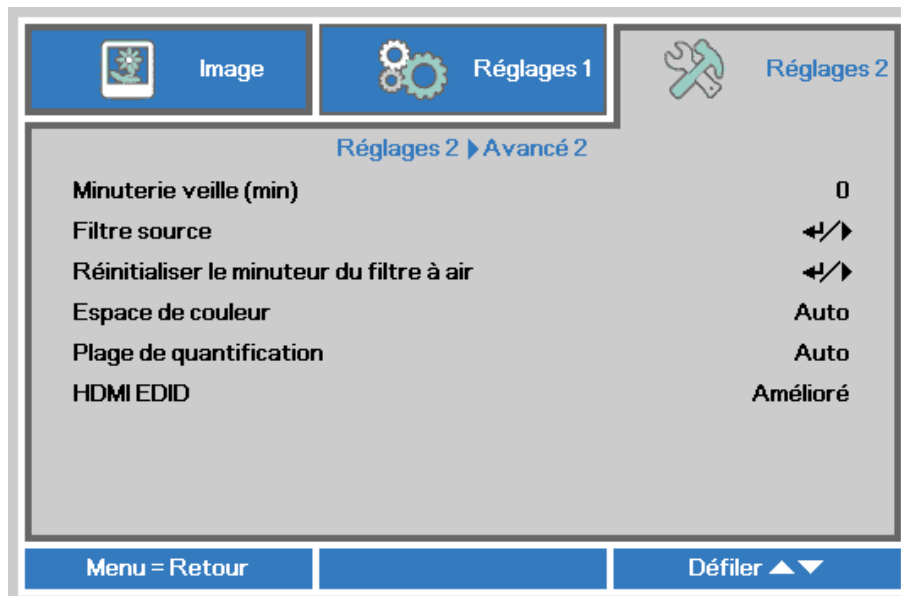 Image
Réglages 1
Réglages 2
Réglages 2 ▶ Avancé 2
Minuterie veille (min) 0
Filtre source ↵/▶
Réinitialiser le minuteur du filtre à air ↵/▶
Espace de couleur Auto
Plage de quantification Auto
HDMI EDID Amélioré
Menu = Retour
Défiler ▲▼